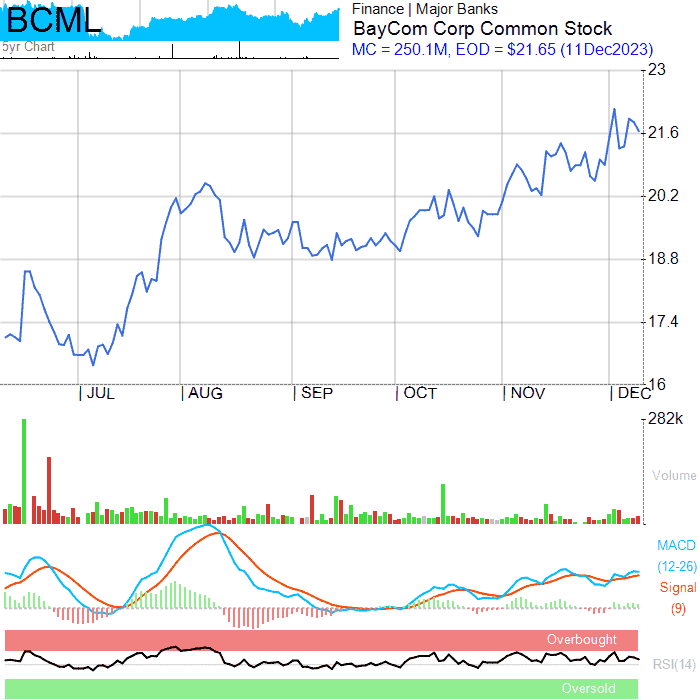 BCML
5yr Chart
Finance | Major Banks
BayCom Corp Common Stock
MC = 250.1M, EOD = $21.65 (11Dec2023)
23
21.6
20.2
18.8
17.4
16
| JUL | AUG | SEP | OCT | NOV | DEC
282k
Volume
MACD
(12-26)
Signal
(9)
Overbought
RSI(14)
Oversold